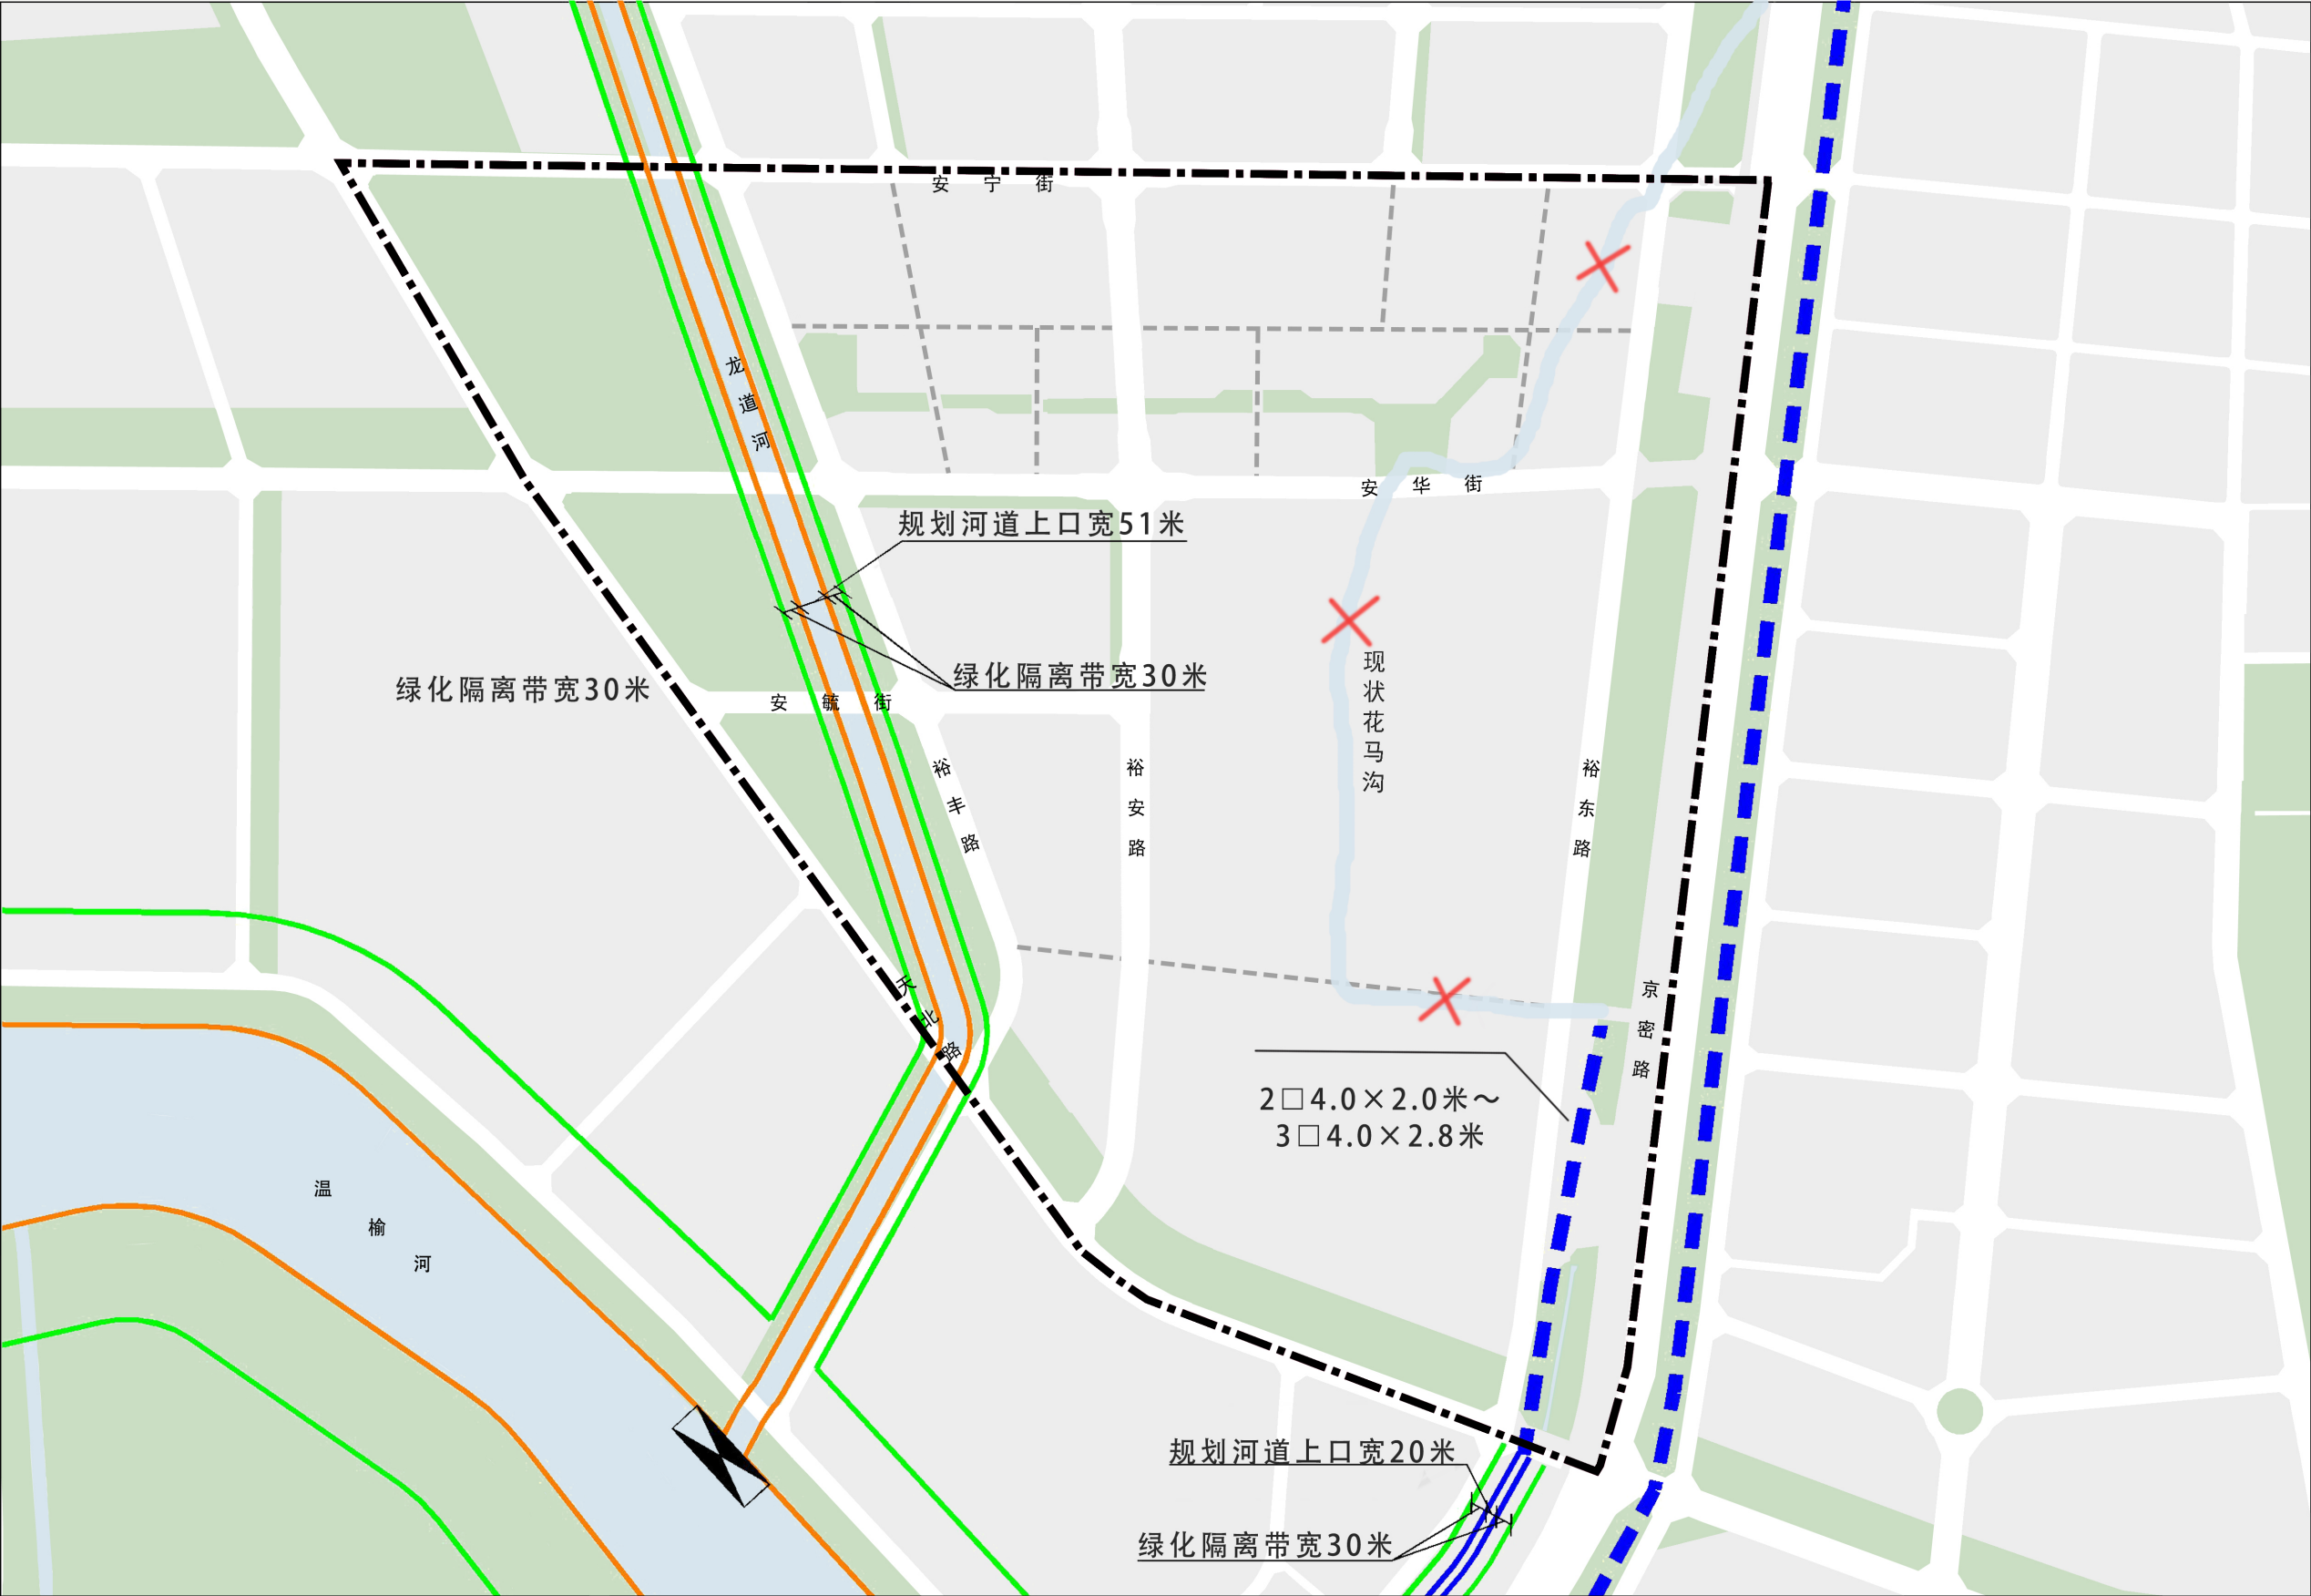 安宁街
龙道河
安华街
规划河道上口宽51米
绿化隔离带宽30米
绿化隔离带宽30米
安毓街
现状花马沟
裕丰路
裕安路
裕东路
天北路
京密路
2□4.0×2.0米～
3□4.0×2.8米
温榆河
规划河道上口宽20米
绿化隔离带宽30米